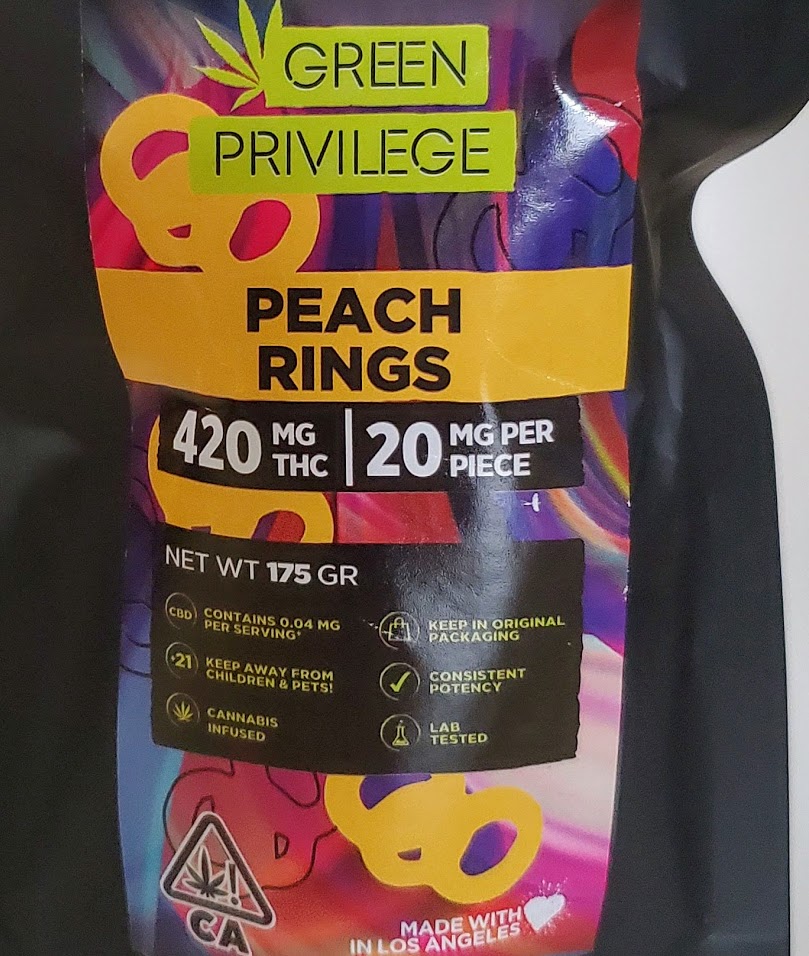 GREEN
PRIVILEGE
PEACH
RINGS
420 MG THC | 20 MG PER PIECE
NET WT 175 GR
CBD
CONTAINS 0.04 MG
PER SERVING*
+21
KEEP AWAY FROM
CHILDREN & PETS!
CANNABIS
INFUSED
KEEP IN ORIGINAL
PACKAGING
CONSISTENT
POTENCY
LAB
TESTED
!
CA
MADE WITH
IN LOS ANGELES